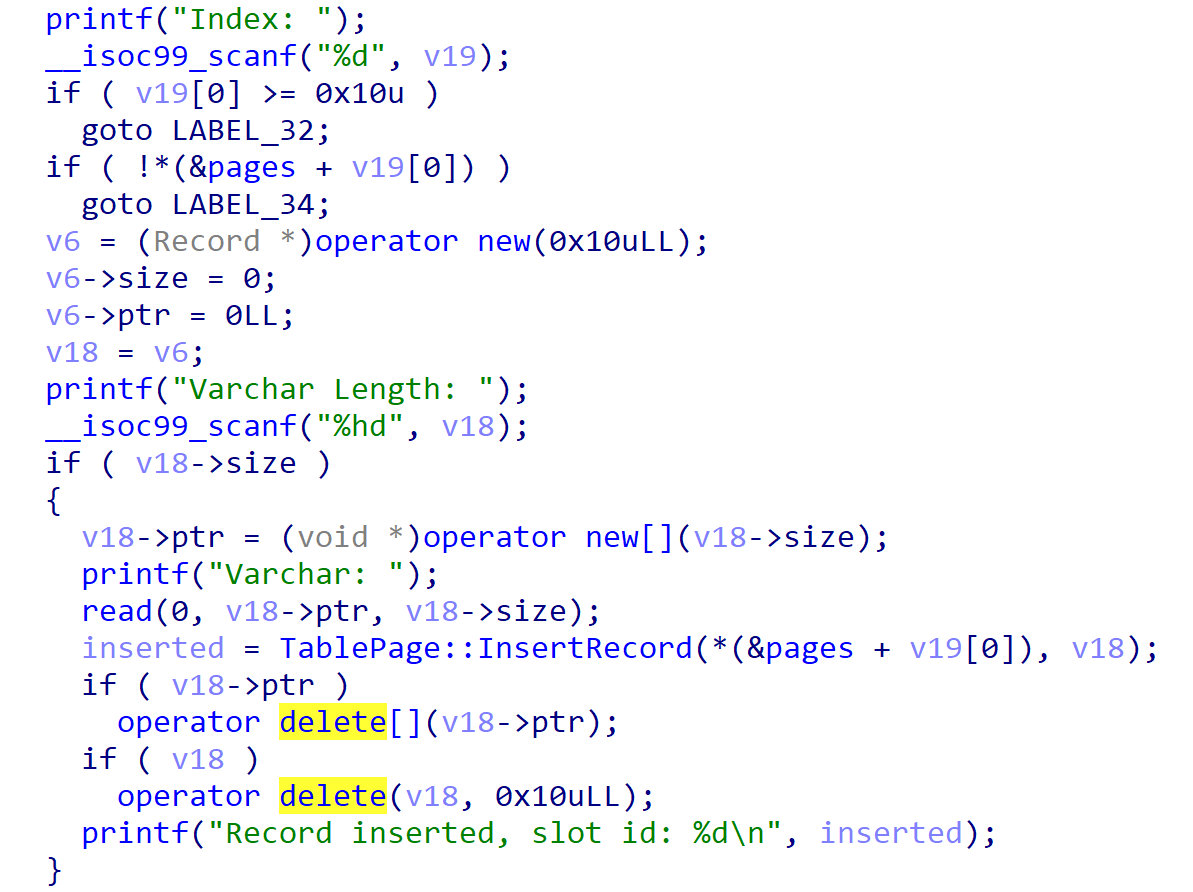 printf("Index: ");
__isoc99_scanf("%d", v19);
if ( v19[0] >= 0x10u )
goto LABEL_32;
if ( !*(&pages + v19[0]) )
goto LABEL_34;
v6 = (Record *)operator new(0x10uLL);
v6->size = 0;
v6->ptr = 0LL;
v18 = v6;
printf("Varchar Length: ");
__isoc99_scanf("%hd", v18);
if ( v18->size )
{
v18->ptr = (void *)operator new[](v18->size);
printf("Varchar: ");
read(0, v18->ptr, v18->size);
inserted = TablePage::InsertRecord(*(&pages + v19[0]), v18);
if ( v18->ptr )
operator delete[](v18->ptr);
if ( v18 )
operator delete(v18, 0x10uLL);
printf("Record inserted, slot id: %d\n", inserted);
}